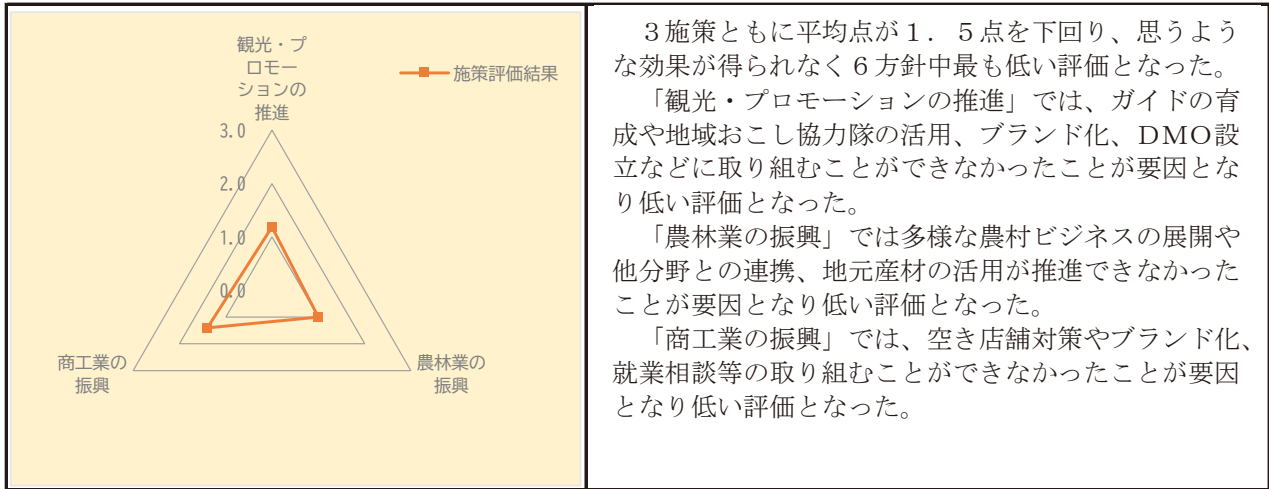 観光・プ
ロモー
ションの
推進
施策評価結果
3.0
2.0
1.0
0.0
商工業の
振興
農林業の
振興
　３施策ともに平均点が１．５点を下回り、思うよう
な効果が得られなく６方針中最も低い評価となった。
　「観光・プロモーションの推進」では、ガイドの育
成や地域おこし協力隊の活用、ブランド化、ＤＭＯ設
立などに取り組むことができなかったことが要因とな
り低い評価となった。
　「農林業の振興」では多様な農村ビジネスの展開や
他分野との連携、地元産材の活用が推進できなかった
ことが要因となり低い評価となった。
　「商工業の振興」では、空き店舗対策やブランド化、
就業相談等の取り組むことができなかったことが要因
となり低い評価となった。